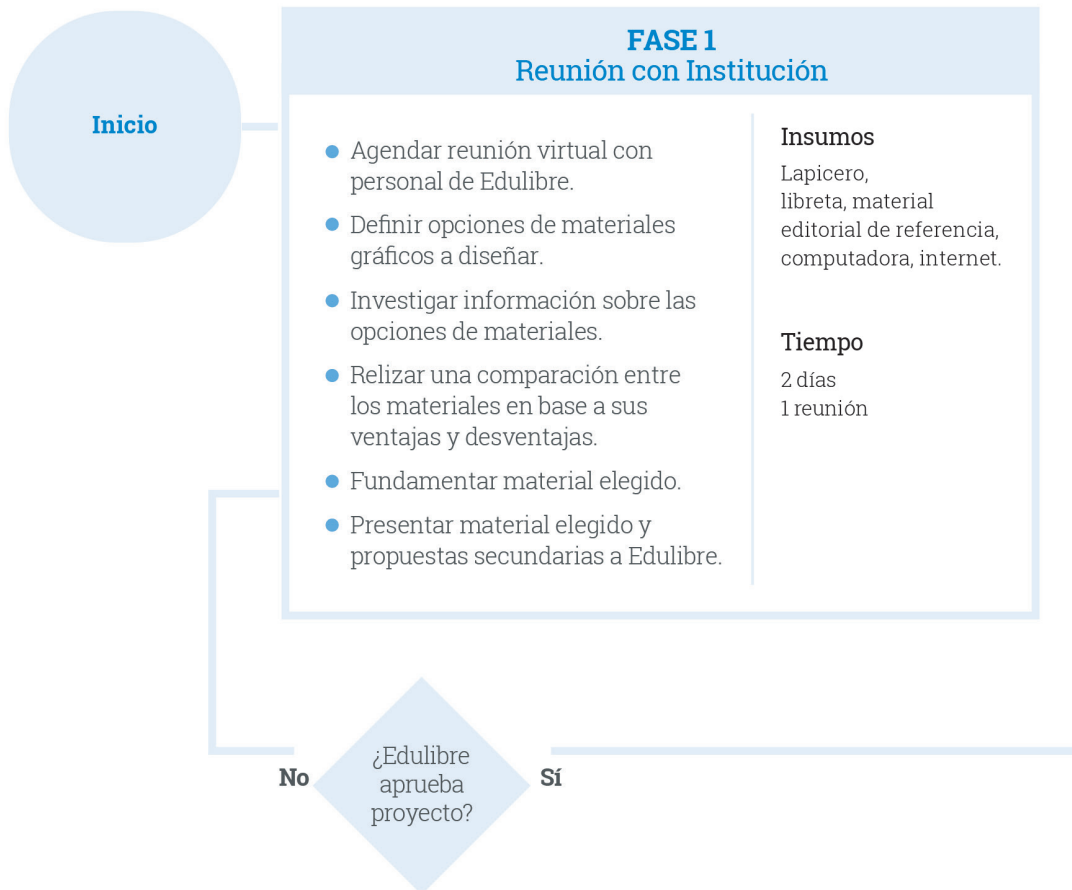 Inicio
FASE 1
Reunión con Institución
Agendar reunión virtual con
personal de Edulibre.
Definir opciones de materiales
gráficos a diseñar.
Investigar información sobre las
opciones de materiales.
Relizar una comparación entre
los materiales en base a sus
ventajas y desventajas.
Fundamentar material elegido.
Presentar material elegido y
propuestas secundarias a Edulibre.
Insumos
Lapicero,
libreta, material
editorial de referencia,
computadora, internet.
Tiempo
2 días
1 reunión
No
¿Edulibre
aprueba
proyecto?
Sí